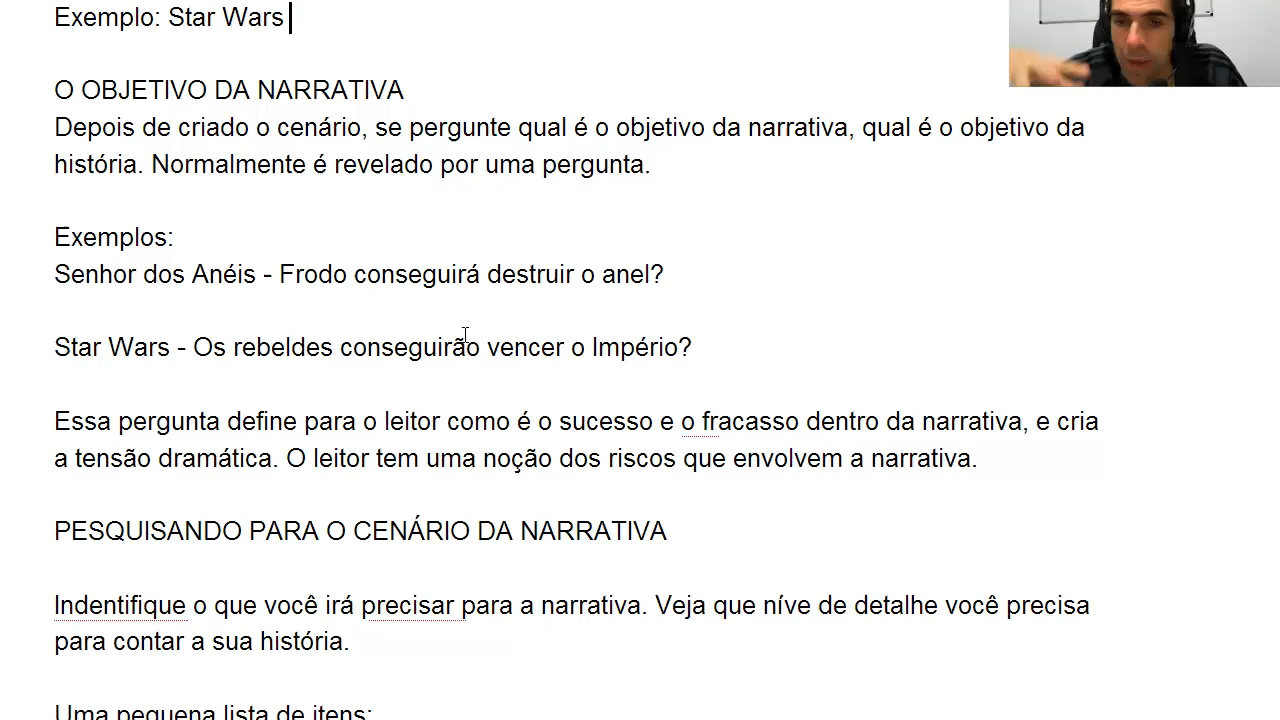 Exemplo: Star Wars
O OBJETIVO DA NARRATIVA
Depois de criado o cenário, se pergunte qual é o objetivo da narrativa, qual é o objetivo da
história. Normalmente é revelado por uma pergunta.
Exemplos:
Senhor dos Anéis - Frodo conseguirá destruir o anel?
Star Wars - Os rebeldes conseguirão vencer o Império?
Essa pergunta define para o leitor como é o sucesso e o fracasso dentro da narrativa, e cria
a tensão dramática. O leitor tem uma noção dos riscos que envolvem a narrativa.
PESQUISANDO PARA O CENÁRIO DA NARRATIVA
Indentifique o que você irá precisar para a narrativa. Veja que níve de detalhe você precisa
para contar a sua história.
Uma pequena lista de itens: